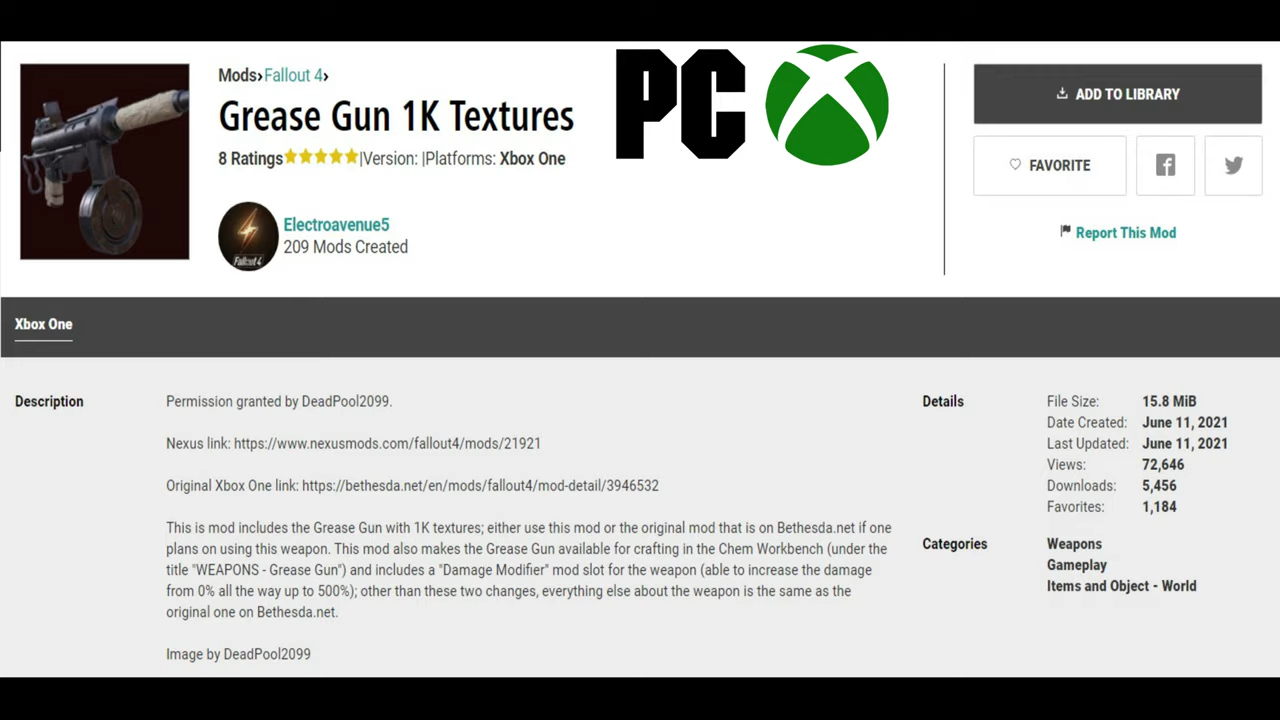 Mods›Fallout 4›
PC
Grease Gun 1K Textures
8 Ratings★★★★★|Version: |Platforms: Xbox One
Fallout 4
Electroavenue5
209 Mods Created
ADD TO LIBRARY
FAVORITE
Report This Mod
Xbox One
Description
Permission granted by DeadPool2099.
Nexus link: https://www.nexusmods.com/fallout4/mods/21921
Original Xbox One link: https://bethesda.net/en/mods/fallout4/mod-detail/3946532
This is mod includes the Grease Gun with 1K textures; either use this mod or the original mod that is on Bethesda.net if one
plans on using this weapon. This mod also makes the Grease Gun available for crafting in the Chem Workbench (under the
title "WEAPONS - Grease Gun") and includes a "Damage Modifier" mod slot for the weapon (able to increase the damage
from 0% all the way up to 500%); other than these two changes, everything else about the weapon is the same as the
original one on Bethesda.net.
Image by DeadPool2099
Details
File Size: 15.8 MiB
Date Created: June 11, 2021
Last Updated: June 11, 2021
Views: 72,646
Downloads: 5,456
Favorites: 1,184
Categories
Weapons
Gameplay
Items and Object - World